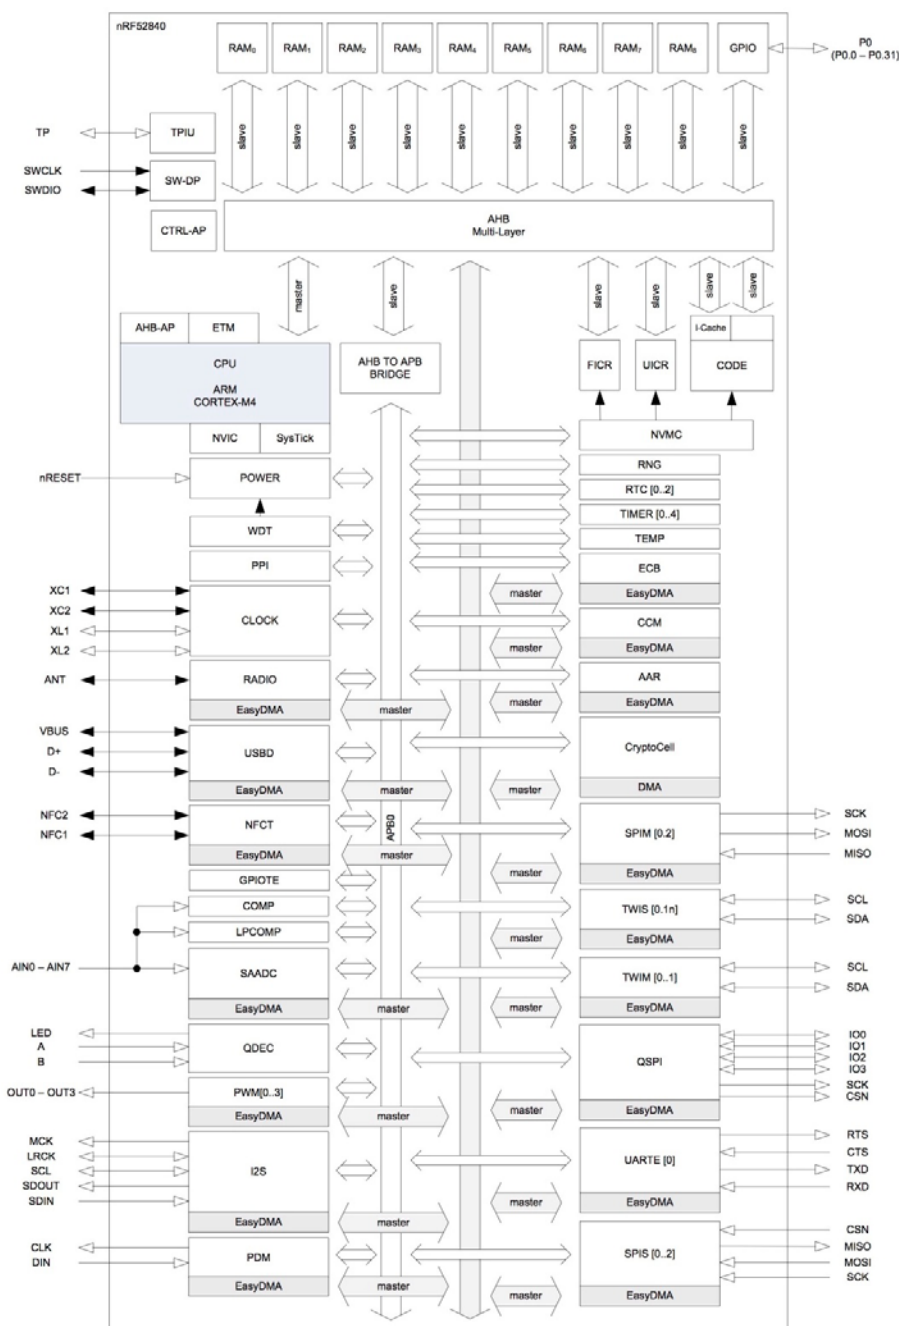 nRF52840
RAM0 RAM1 RAM2 RAM3 RAM4 RAM5 RAM6 RAM7 RAM8 GPIO
P0
(P0.0 – P0.31)
slave slave slave slave slave slave slave slave slave slave
TP TPIU
SWCLK
SW-DP
SWDIO
CTRL-AP
AHB
Multi-Layer
master slave slave slave slave slave
AHB-AP ETM
I-Cache
CPU
ARM
CORTEX-M4
AHB TO APB
BRIDGE
FICR UICR CODE
NVIC SysTick
NVMC
nRESET POWER
RNG
RTC [0..2]
TIMER [0..4]
WDT
TEMP
PPI
ECB
master EasyDMA
XC1
XC2
XL1
XL2
CLOCK
CCM
master EasyDMA
ANT RADIO
EasyDMA master
AAR
master EasyDMA
VBUS
D+
D-
USBD
EasyDMA master
CryptoCell
master DMA
NFC2
NFC1
NFCT
EasyDMA master
APB0
SPIM [0.2]
master EasyDMA
SCK
MOSI
MISO
GPIOTE
COMP
LPCOMP
AIN0 – AIN7 SAADC
EasyDMA master
TWIS [0.1n]
master EasyDMA
SCL
SDA
TWIM [0..1]
master EasyDMA
SCL
SDA
LED
A
B
QDEC
QSPI
master EasyDMA
IO0
IO1
IO2
IO3
SCK
CSN
OUT0 – OUT3 PWM[0..3]
EasyDMA master
MCK
LRCK
SCL
SDOUT
SDIN
I2S
EasyDMA master
UARTE [0]
master EasyDMA
RTS
CTS
TXD
RXD
CLK
DIN
PDM
EasyDMA master
SPIS [0..2]
master EasyDMA
CSN
MISO
MOSI
SCK